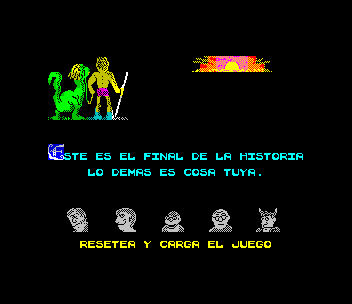 ESTE ES EL FINAL DE LA HISTORIA
LO DEMAS ES COSA TUYA.
RESETEA Y CARGA EL JUEGO